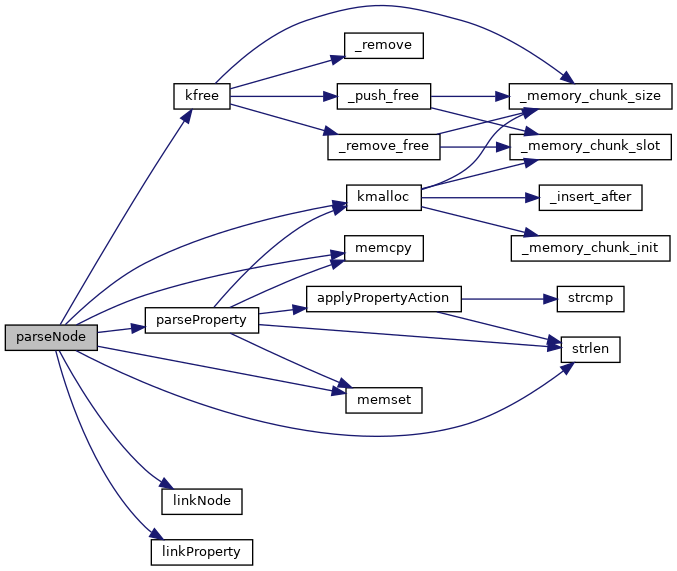 _remove
kfree
_push_free
_memory_chunk_size
_remove_free
_memory_chunk_slot
kmalloc
_insert_after
memcpy
_memory_chunk_init
applyPropertyAction
strcmp
parseProperty
parseNode
strlen
memset
linkNode
linkProperty